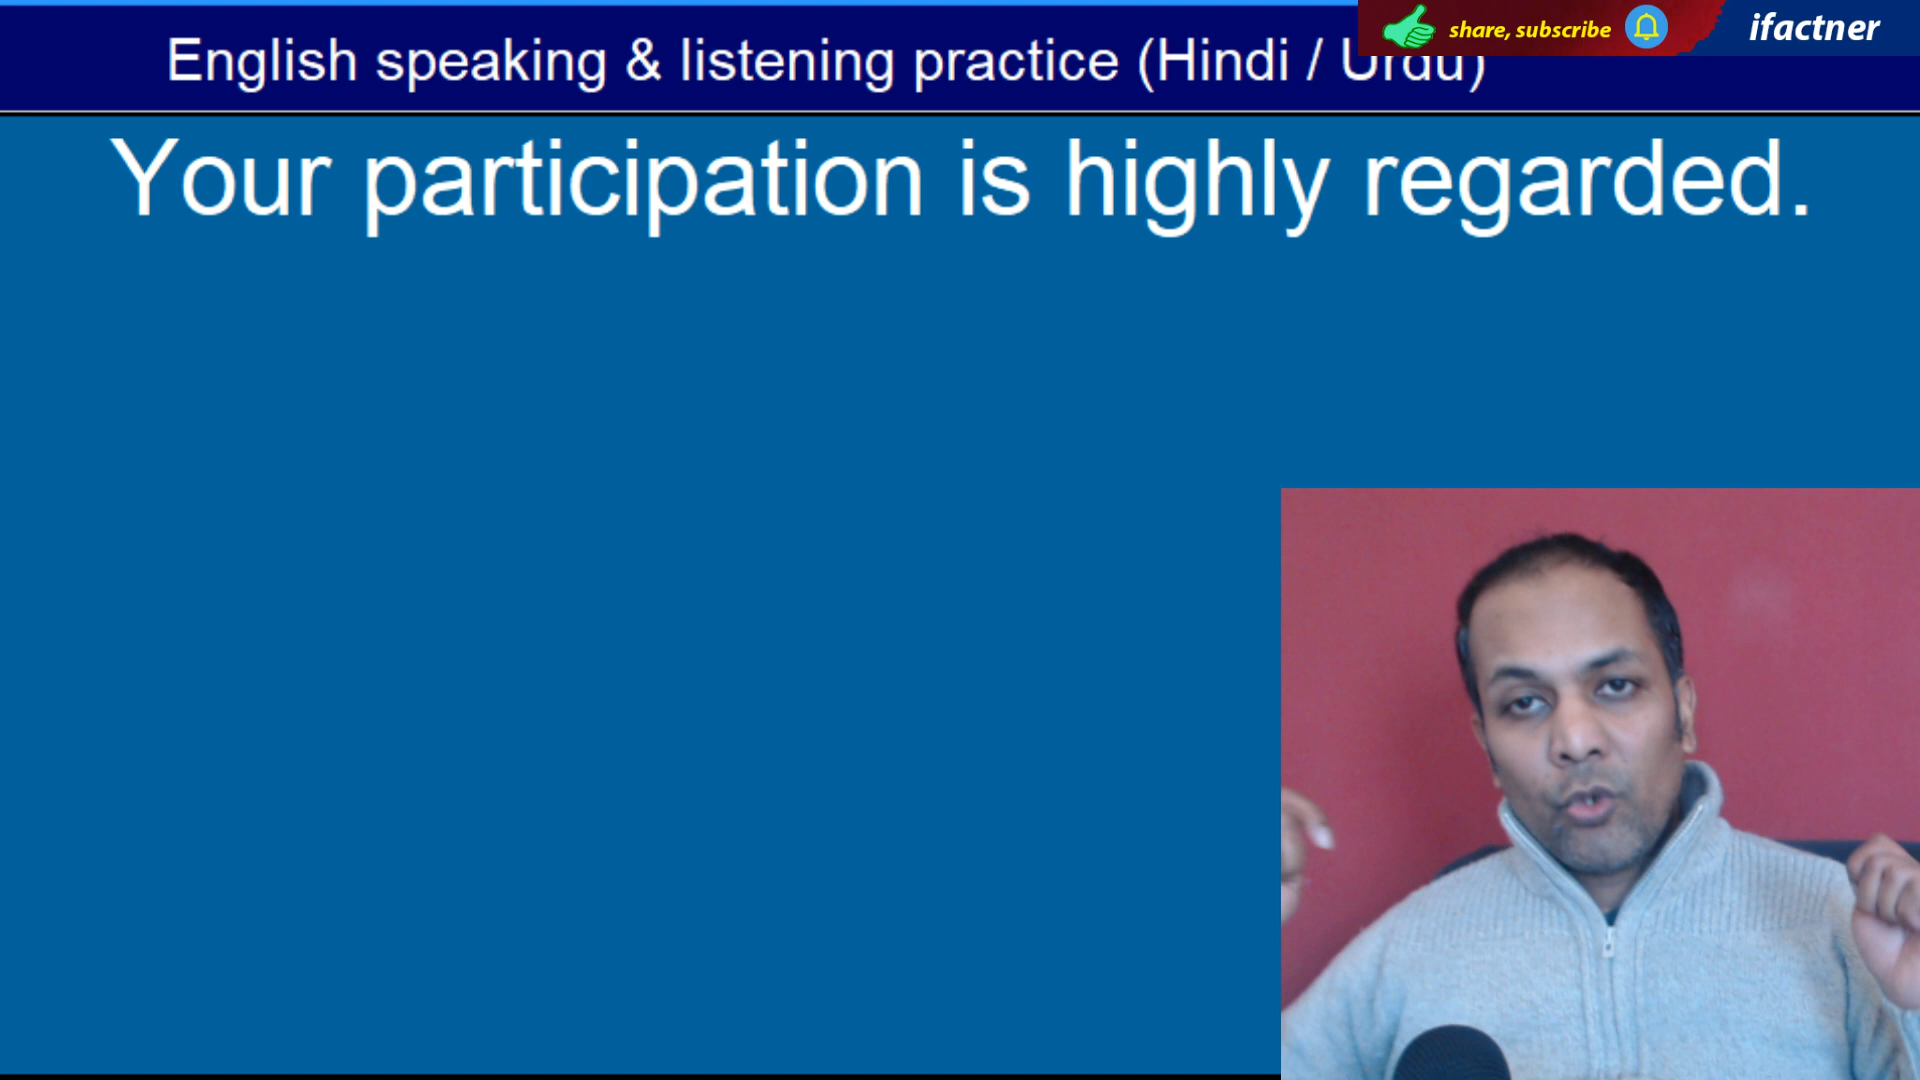 share, subscribe
ifactner
English speaking & listening practice (Hindi / Urdu)
Your participation is highly regarded.